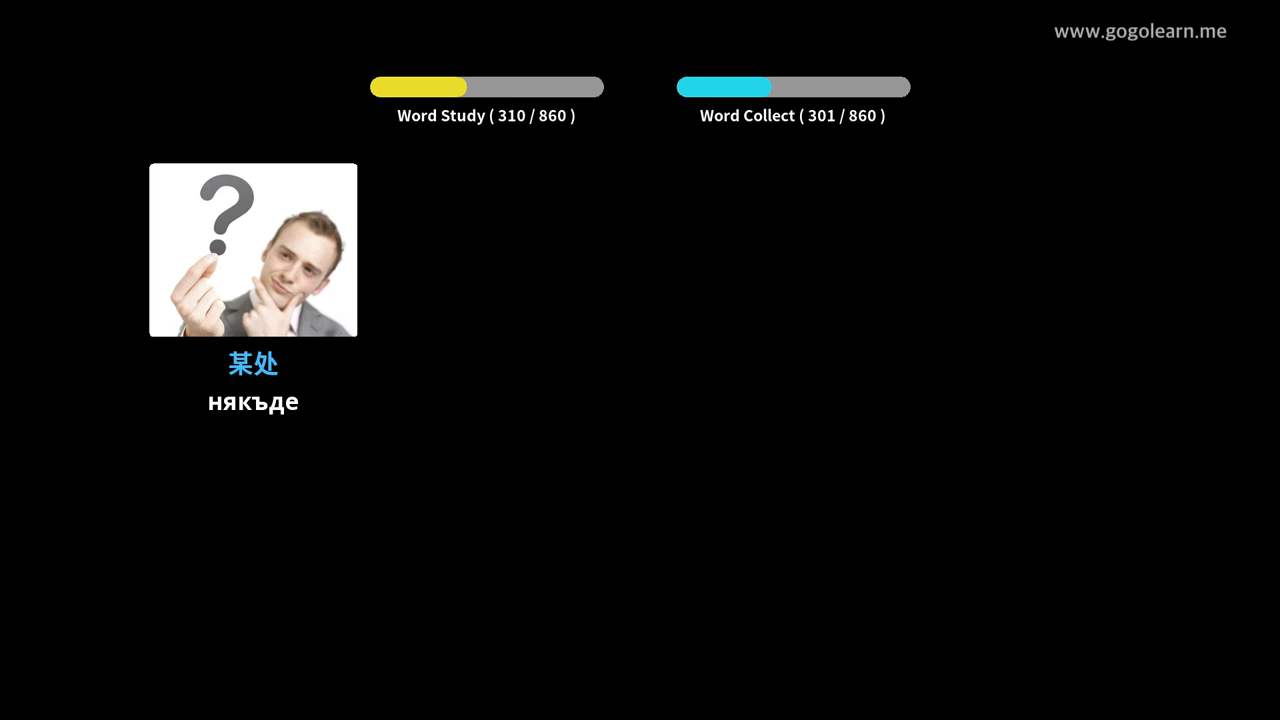 www.gogolearn.me
Word Study ( 310 / 860 )
Word Collect ( 301 / 860 )
?
某处
някъде